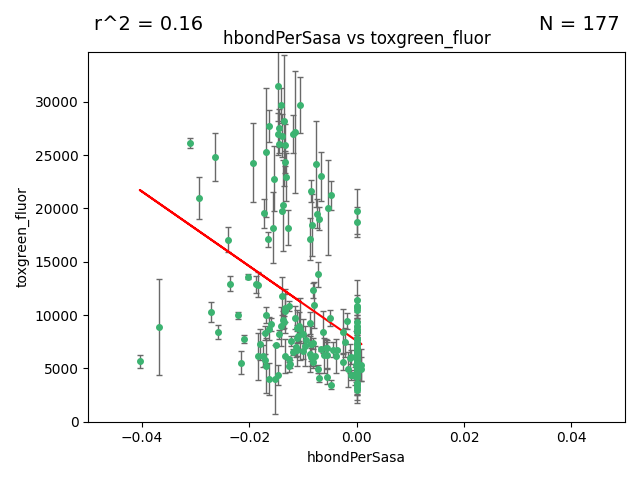 r^2 = 0.16
N = 177
hbondPerSasa vs toxgreen_fluor
30000
25000
20000
15000
10000
5000
0
toxgreen_fluor
−0.04
−0.02
0.00
0.02
0.04
hbondPerSasa